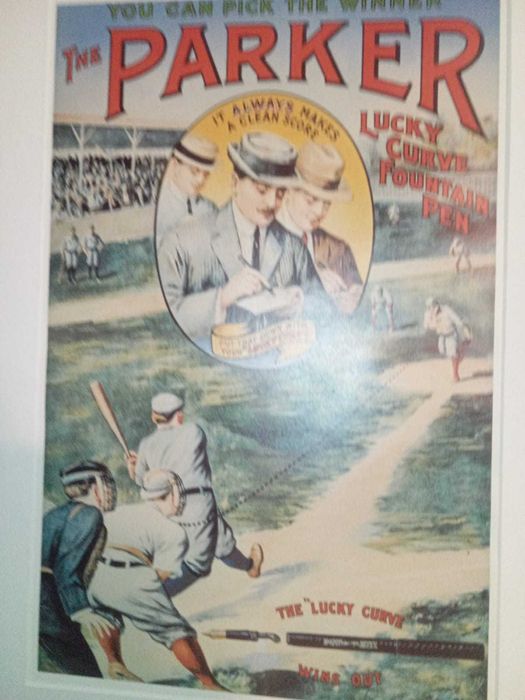 YOU CAN PICK THE WINNER
THE PARKER
LUCKY
CURVE
FOUNTAIN
PEN
IT ALWAYS MAKES
A CLEAN SCORE
THE "LUCKY CURVE
WINS OUT